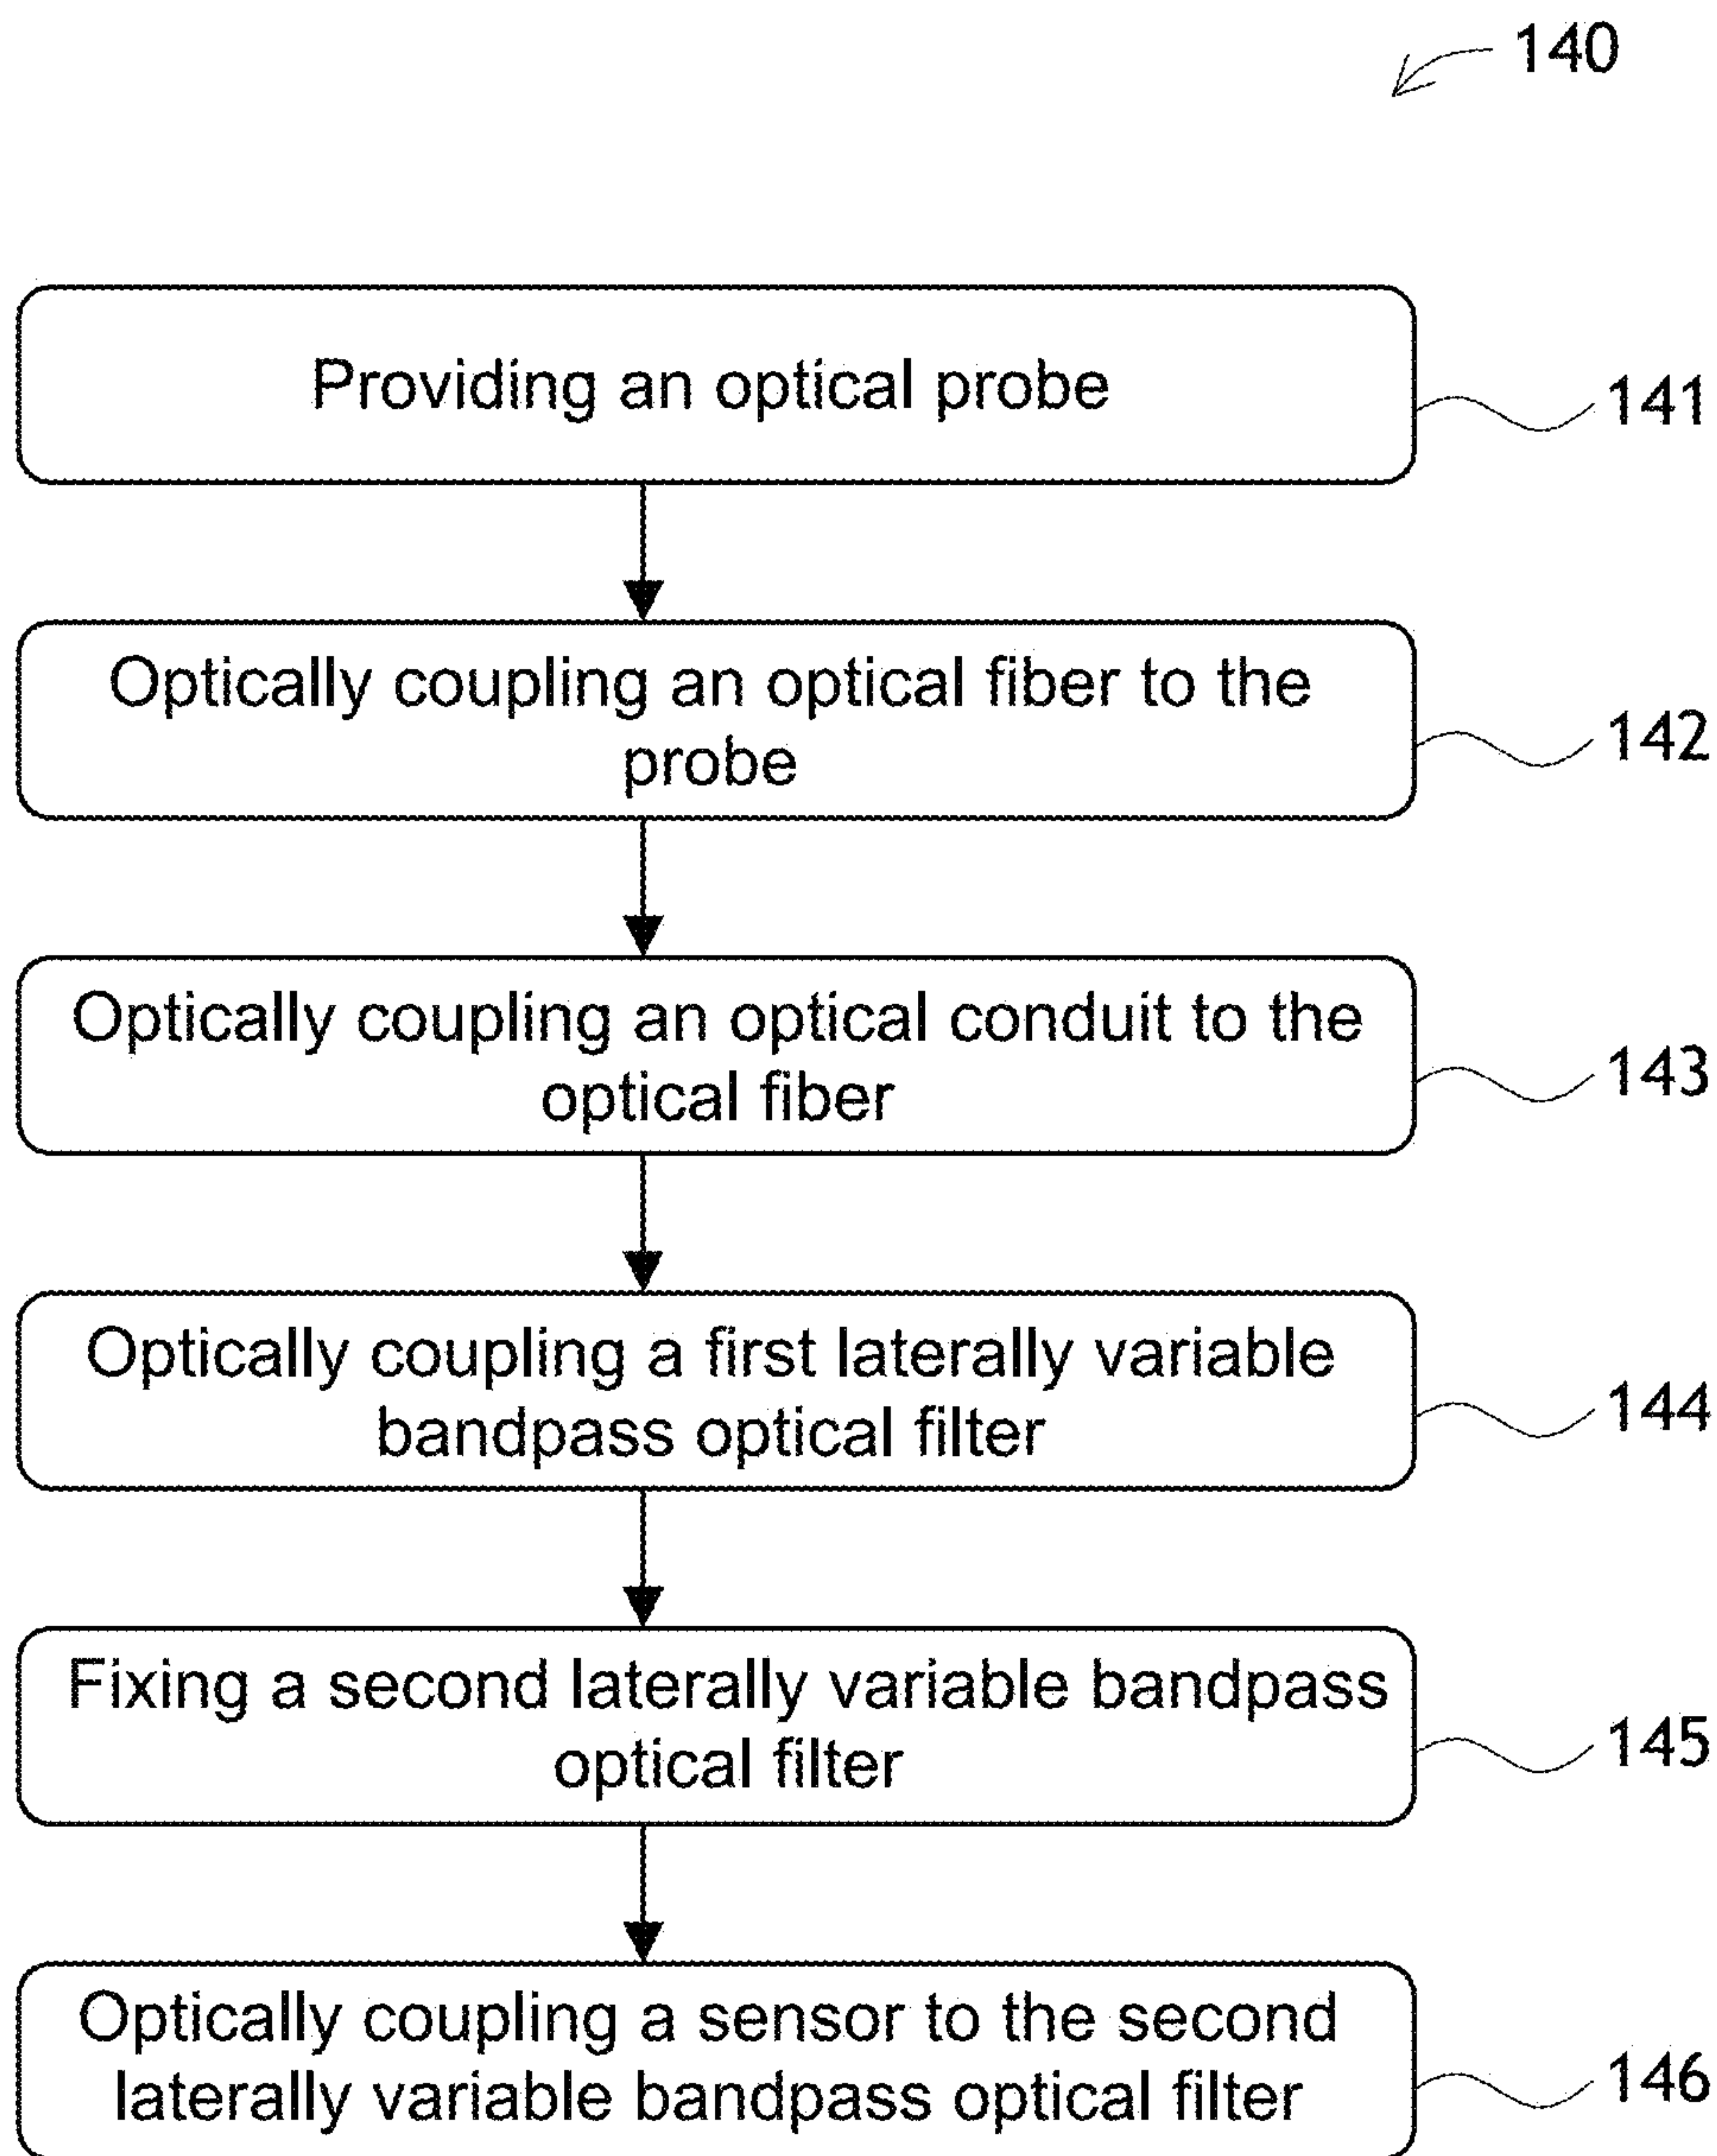 140
Providing an optical probe
141
Optically coupling an optical fiber to the
probe
142
Optically coupling an optical conduit to the
optical fiber
143
Optically coupling a first laterally variable
bandpass optical filter
144
Fixing a second laterally variable bandpass
optical filter
145
Optically coupling a sensor to the second
laterally variable bandpass optical filter
146